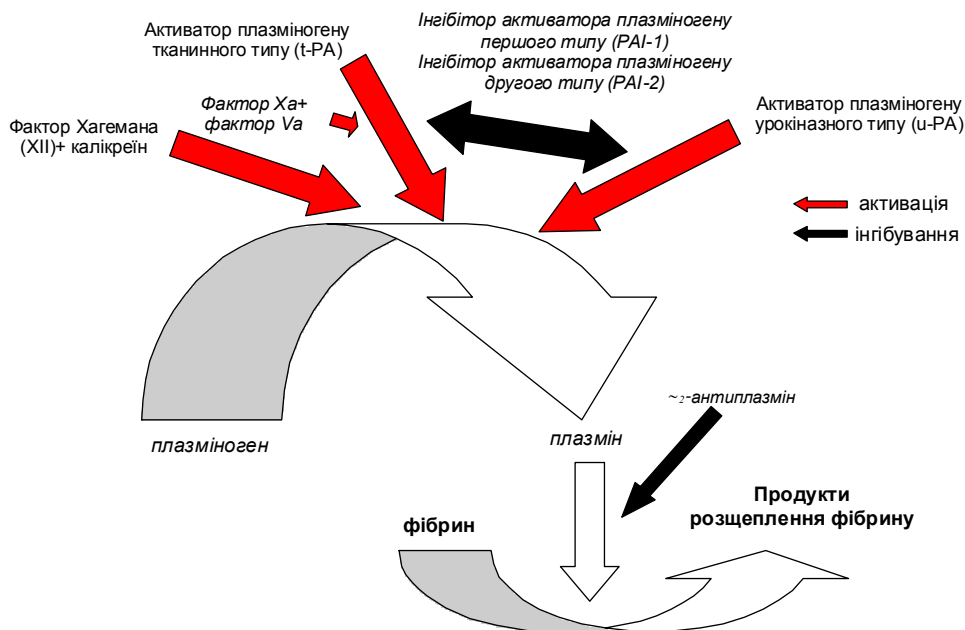 Активатор плазміногену
тканинного типу (t-PA)
Інгібітор активатора плазміногену
першого типу (PAI-1)
Інгібітор активатора плазміногену
другого типу (PAI-2)
Фактор Ха+
фактор Va
Фактор Хагемана
(XII)+ калікреїн
Активатор плазміногену
урокіназного типу (u-PA)
активація
інгібування
~₂-антиплазмін
плазміноген
плазмін
Продукти
розщеплення фібрину
фібрин